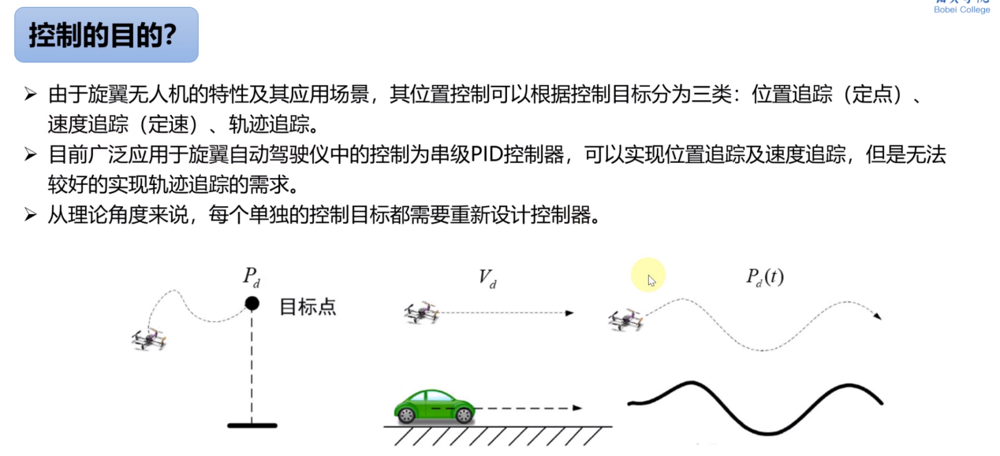 Bobei College
控制的目的?
➢ 由于旋翼无人机的特性及其应用场景，其位置控制可以根据控制目标分为三类：位置追踪（定点）、
速度追踪（定速）、轨迹追踪。
➢ 目前广泛应用于旋翼自动驾驶仪中的控制为串级PID控制器，可以实现位置追踪及速度追踪，但是无法
较好的实现轨迹追踪的需求。
➢ 从理论角度来说，每个单独的控制目标都需要重新设计控制器。
P_d
V_d
P_d(t)
目标点